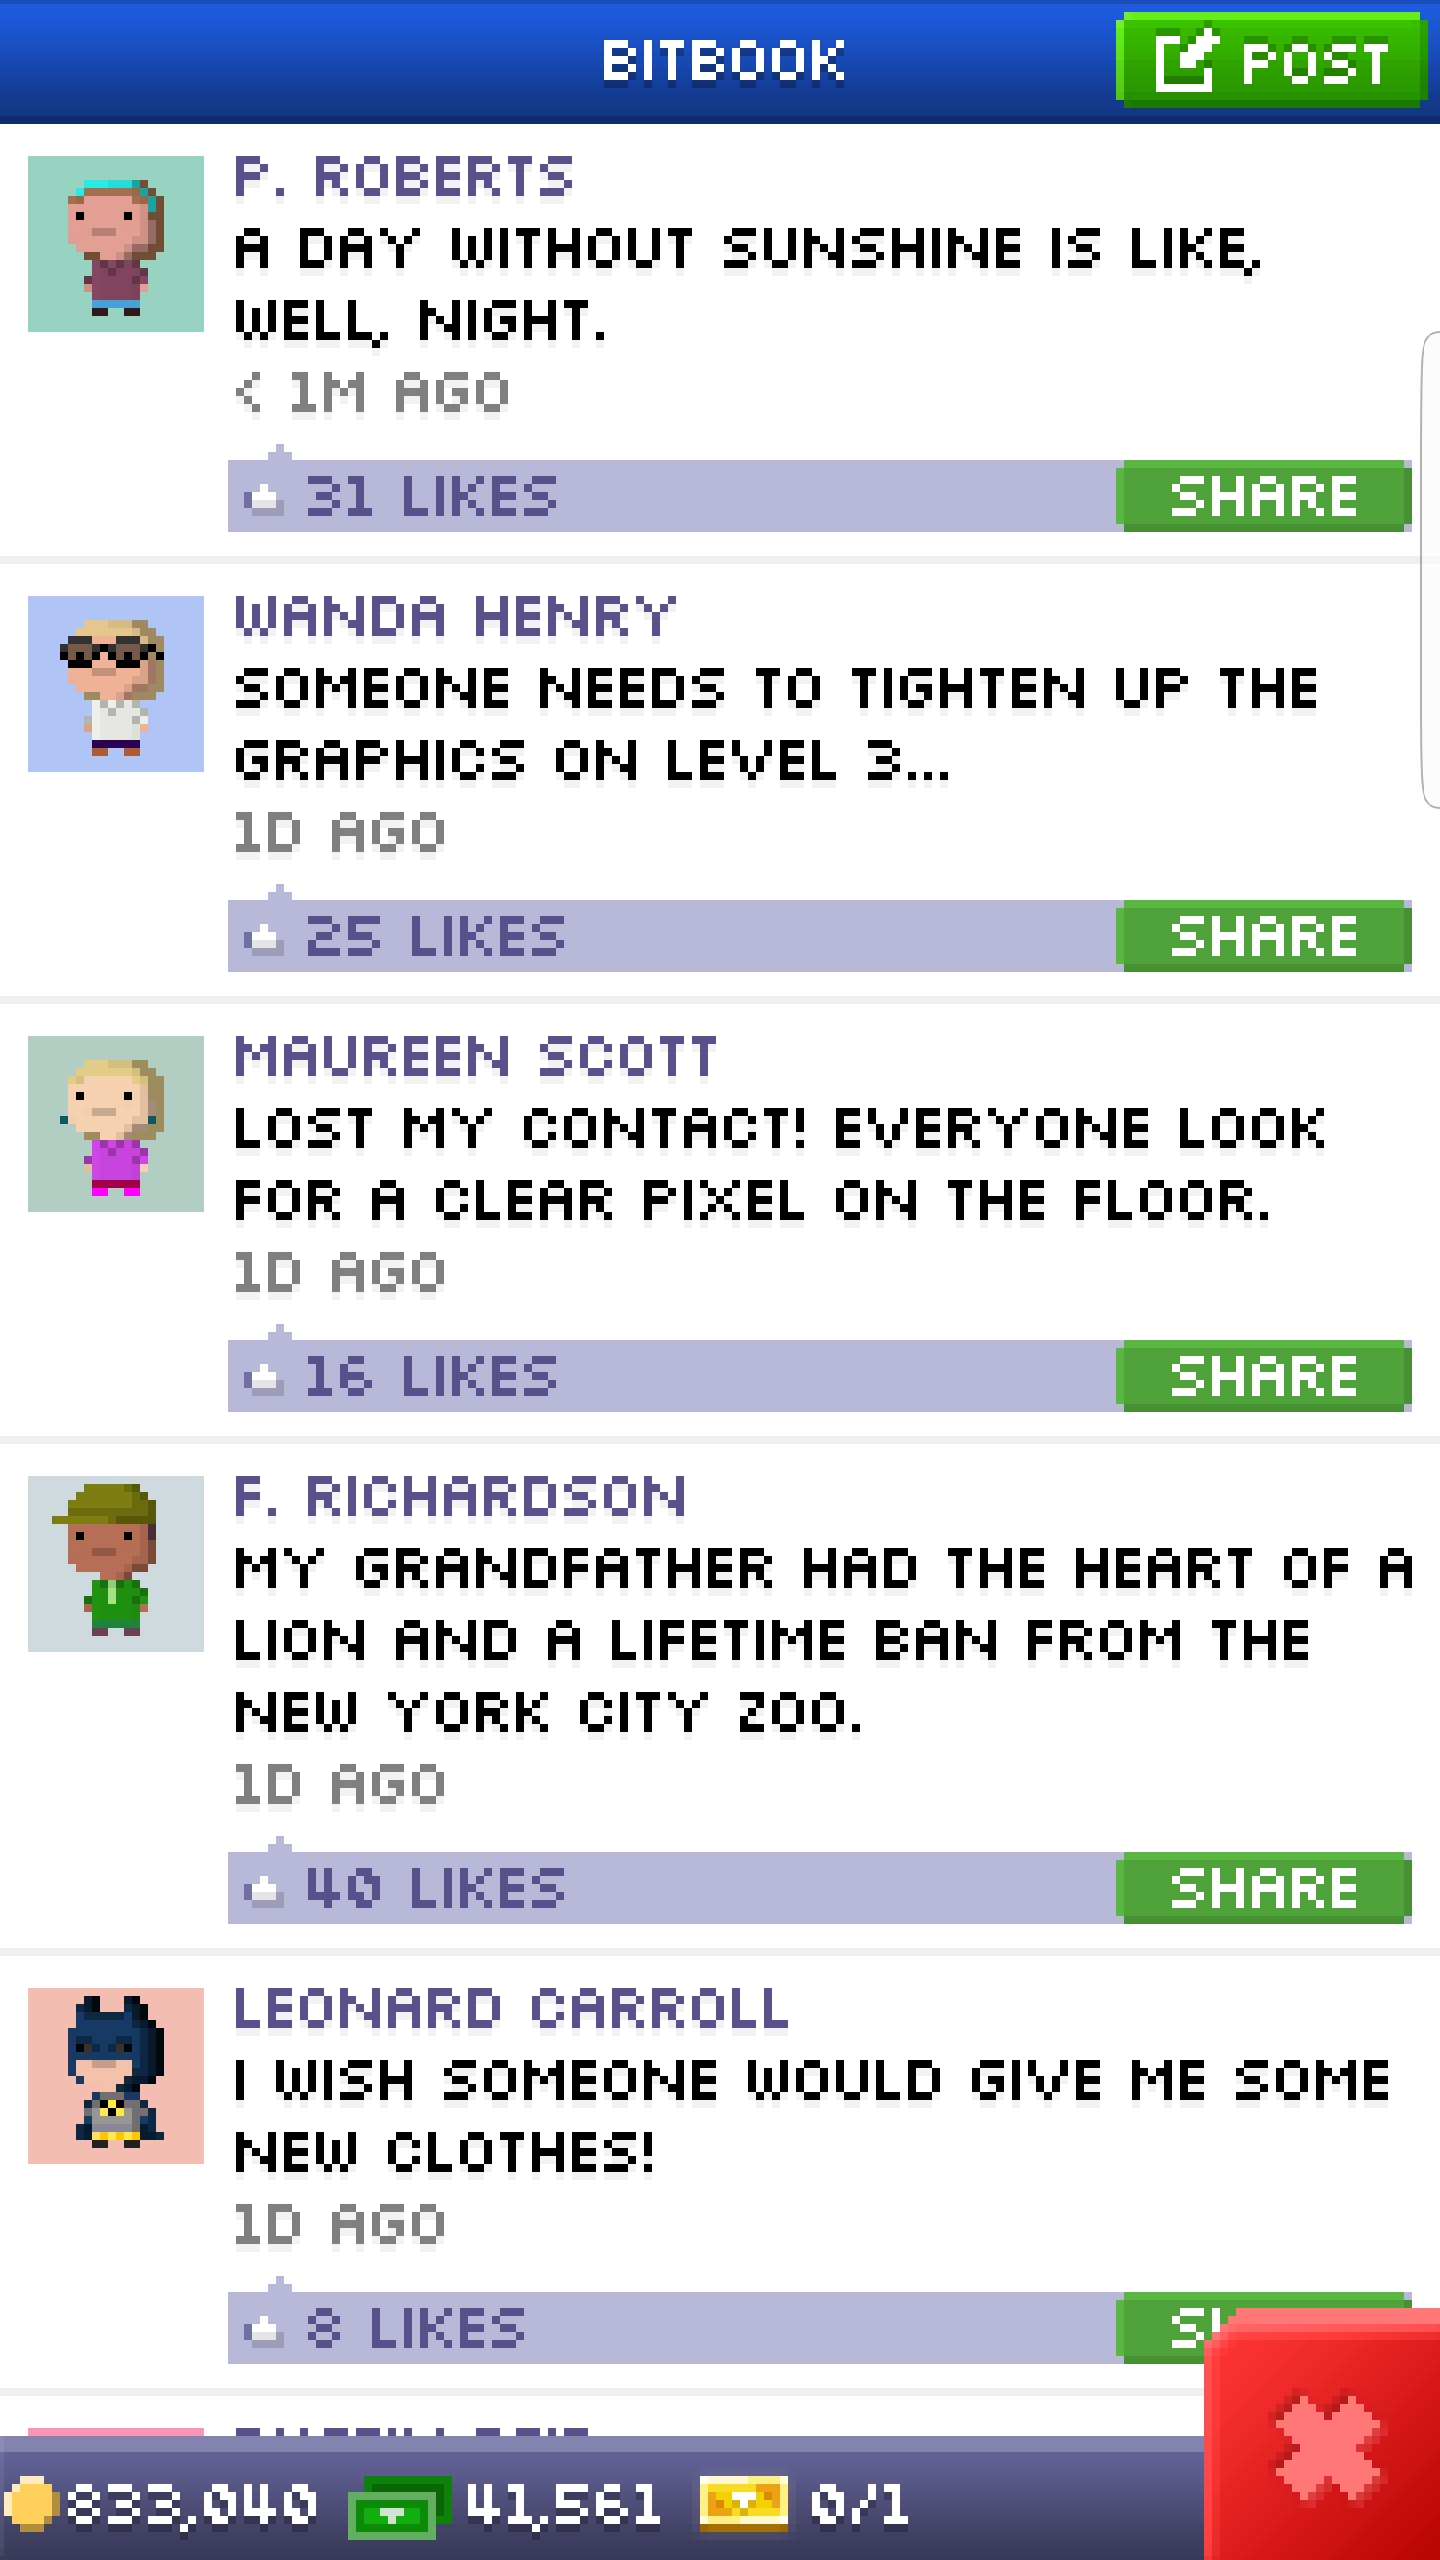 BITBOOK
POST
P. ROBERTS
A DAY WITHOUT SUNSHINE IS LIKE,
WELL, NIGHT.
< 1M AGO
31 LIKES
SHARE
WANDA HENRY
SOMEONE NEEDS TO TIGHTEN UP THE
GRAPHICS ON LEVEL 3...
1D AGO
25 LIKES
SHARE
MAUREEN SCOTT
LOST MY CONTACT! EVERYONE LOOK
FOR A CLEAR PIXEL ON THE FLOOR.
1D AGO
16 LIKES
SHARE
F. RICHARDSON
MY GRANDFATHER HAD THE HEART OF A
LION AND A LIFETIME BAN FROM THE
NEW YORK CITY ZOO.
1D AGO
40 LIKES
SHARE
LEONARD CARROLL
I WISH SOMEONE WOULD GIVE ME SOME
NEW CLOTHES!
1D AGO
8 LIKES
833,040
41,561
0/1